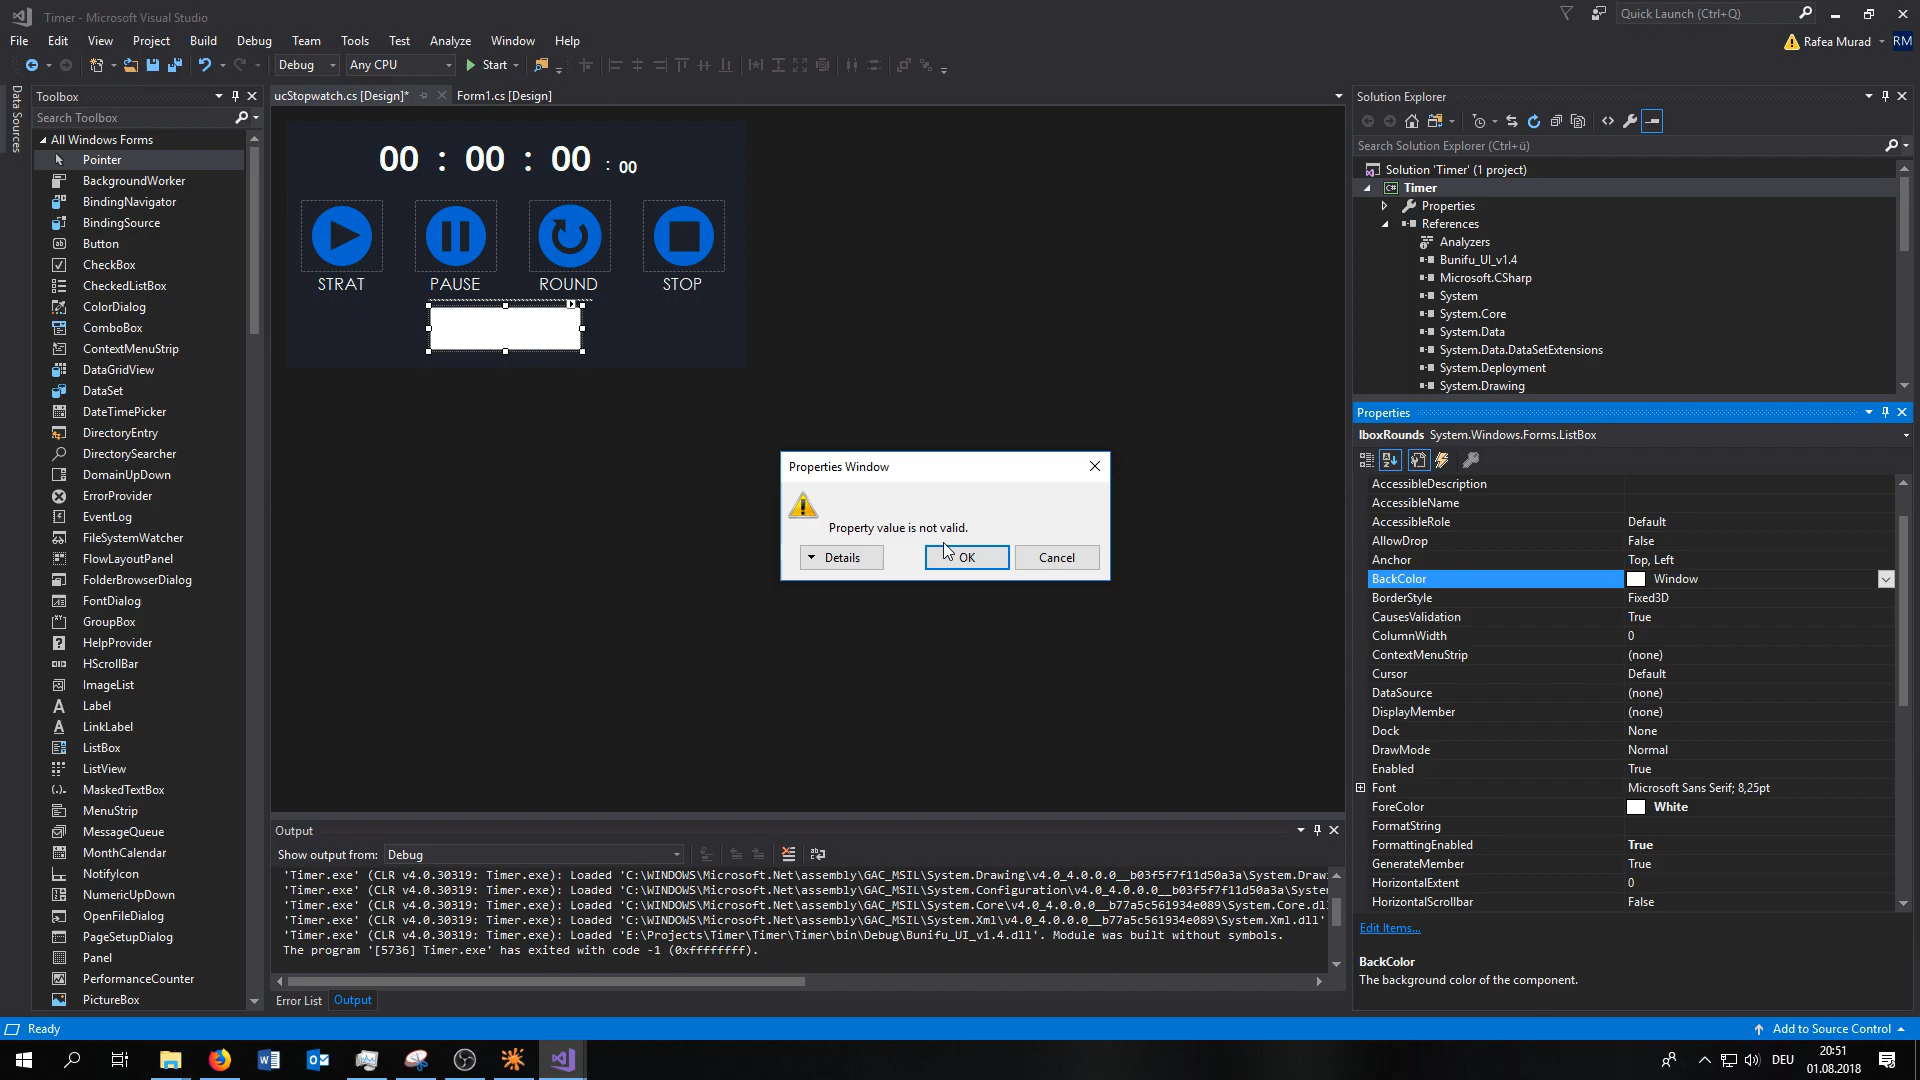 Timer - Microsoft Visual Studio
Quick Launch (Ctrl+Q)
File Edit View Project Build Debug Team Tools Test Analyze Window Help
Rafea Murad RM
Debug Any CPU Start
Data Sources
Toolbox
Search Toolbox
All Windows Forms
Pointer
BackgroundWorker
BindingNavigator
BindingSource
Button
CheckBox
CheckedListBox
ColorDialog
ComboBox
ContextMenuStrip
DataGridView
DataSet
DateTimePicker
DirectoryEntry
DirectorySearcher
DomainUpDown
ErrorProvider
EventLog
FileSystemWatcher
FlowLayoutPanel
FolderBrowserDialog
FontDialog
GroupBox
HelpProvider
HScrollBar
ImageList
Label
LinkLabel
ListBox
ListView
MaskedTextBox
MenuStrip
MessageQueue
MonthCalendar
NotifyIcon
NumericUpDown
OpenFileDialog
PageSetupDialog
Panel
PerformanceCounter
PictureBox
ucStopwatch.cs [Design]* Form1.cs [Design]
00 : 00 : 00 : 00
STRAT PAUSE ROUND STOP
Properties Window
Property value is not valid.
Details OK Cancel
Output
Show output from: Debug
'Timer.exe' (CLR v4.0.30319: Timer.exe): Loaded 'C:\WINDOWS\Microsoft.Net\assembly\GAC_MSIL\System.Drawing\v4.0_4.0.0.0__b03f5f7f11d50a3a\System.Draw
'Timer.exe' (CLR v4.0.30319: Timer.exe): Loaded 'C:\WINDOWS\Microsoft.Net\assembly\GAC_MSIL\System.Configuration\v4.0_4.0.0.0__b03f5f7f11d50a3a\System
'Timer.exe' (CLR v4.0.30319: Timer.exe): Loaded 'C:\WINDOWS\Microsoft.Net\assembly\GAC_MSIL\System.Core\v4.0_4.0.0.0__b77a5c561934e089\System.Core.dl
'Timer.exe' (CLR v4.0.30319: Timer.exe): Loaded 'C:\WINDOWS\Microsoft.Net\assembly\GAC_MSIL\System.Xml\v4.0_4.0.0.0__b77a5c561934e089\System.Xml.dll'
'Timer.exe' (CLR v4.0.30319: Timer.exe): Loaded 'E:\Projects\Timer\Timer\Timer\bin\Debug\Bunifu_UI_v1.4.dll'. Module was built without symbols.
The program '[5736] Timer.exe' has exited with code -1 (0xffffffff).
Error List Output
Solution Explorer
Search Solution Explorer (Ctrl+ü)
Solution 'Timer' (1 project)
Timer
Properties
References
Analyzers
Bunifu_UI_v1.4
Microsoft.CSharp
System
System.Core
System.Data
System.Data.DataSetExtensions
System.Deployment
System.Drawing
Properties
lboxRounds System.Windows.Forms.ListBox
AccessibleDescription
AccessibleName
AccessibleRole Default
AllowDrop False
Anchor Top, Left
BackColor Window
BorderStyle Fixed3D
CausesValidation True
ColumnWidth 0
ContextMenuStrip (none)
Cursor Default
DataSource (none)
DisplayMember (none)
Dock None
DrawMode Normal
Enabled True
Font Microsoft Sans Serif; 8,25pt
ForeColor White
FormatString
FormattingEnabled True
GenerateMember True
HorizontalExtent 0
HorizontalScrollbar False
Edit Items...
BackColor
The background color of the component.
Ready
Add to Source Control
DEU
20:51
01.08.2018